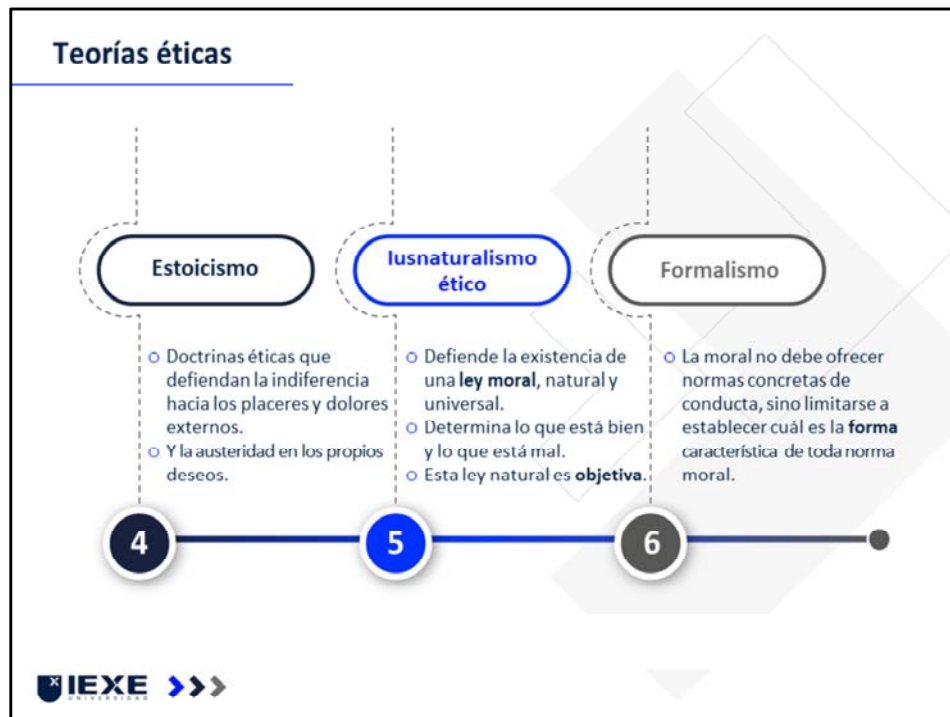 Teorías éticas
Estoicismo
Doctrinas éticas que
defiendan la indiferencia
hacia los placeres y dolores
externos.
Y la austeridad en los propios
deseos.
Iusnaturalismo
ético
Defiende la existencia de
una ley moral, natural y
universal.
Determina lo que está bien
y lo que está mal.
Esta ley natural es objetiva.
Formalismo
La moral no debe ofrecer
normas concretas de
conducta, sino limitarse a
establecer cuál es la forma
característica de toda norma
moral.
4
5
6
IEXE
UNIVERSIDAD